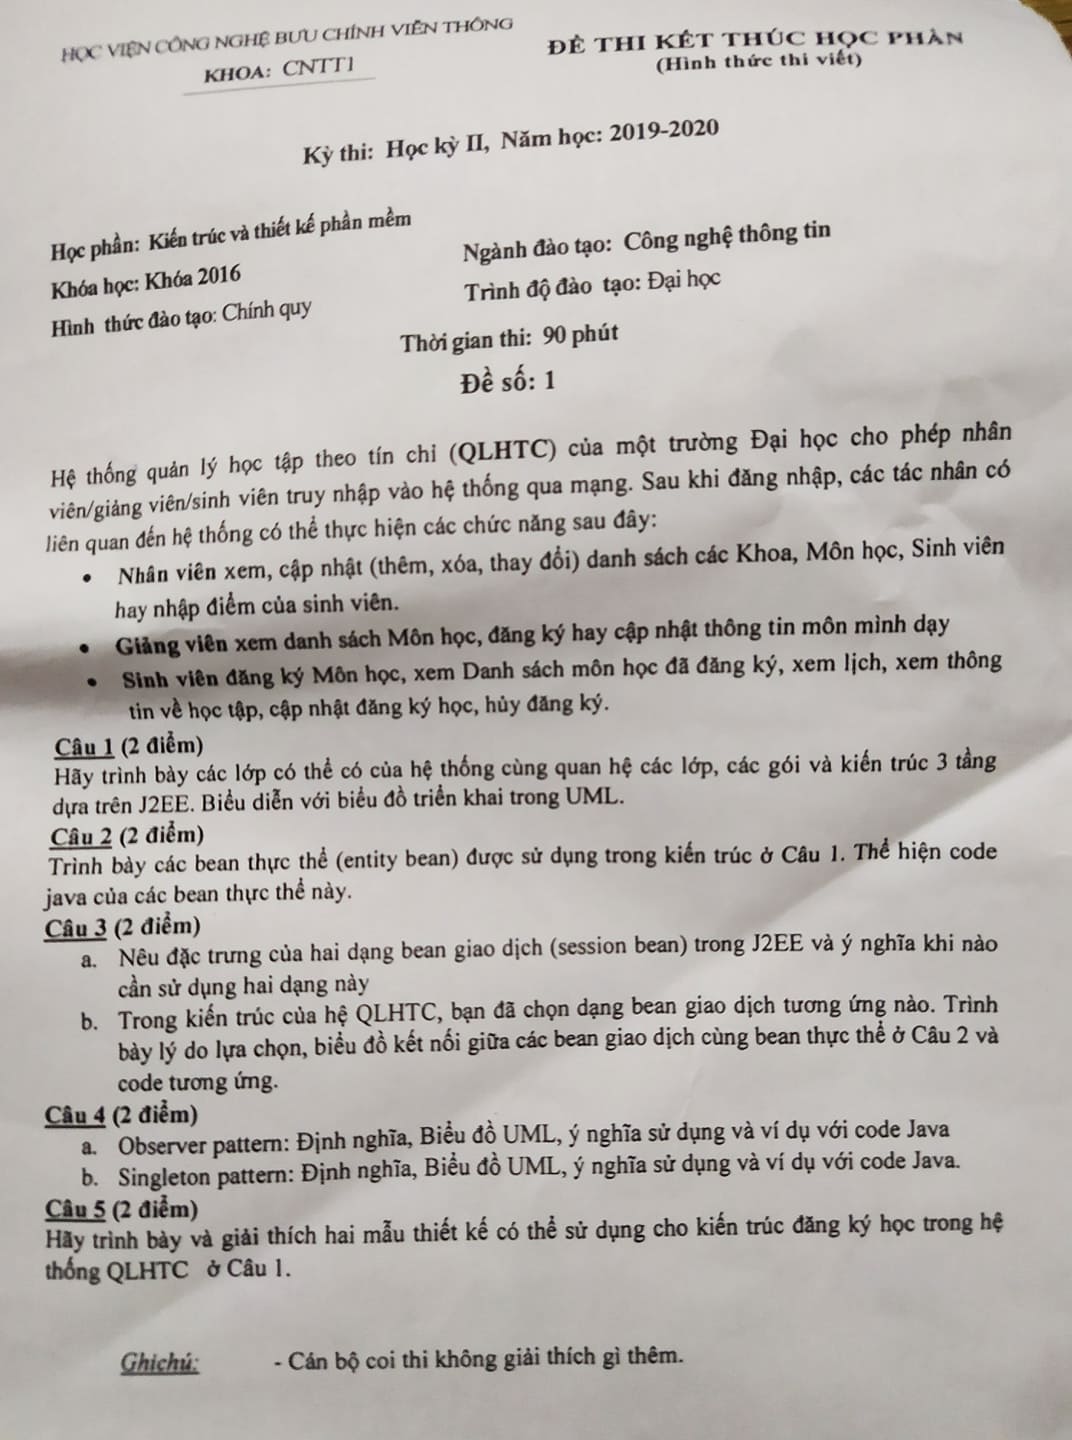 HỌC VIỆN CÔNG NGHỆ BƯU CHÍNH VIỄN THÔNG
KHOA: CNTT1
ĐỀ THI KẾT THÚC HỌC PHẦN
(Hình thức thi viết)
Kỳ thi: Học kỳ II, Năm học: 2019-2020
Học phần: Kiến trúc và thiết kế phần mềm
Ngành đào tạo: Công nghệ thông tin
Khóa học: Khóa 2016
Trình độ đào tạo: Đại học
Hình thức đào tạo: Chính quy
Thời gian thi: 90 phút
Đề số: 1
Hệ thống quản lý học tập theo tín chỉ (QLHTC) của một trường Đại học cho phép nhân
viên/giảng viên/sinh viên truy nhập vào hệ thống qua mạng. Sau khi đăng nhập, các tác nhân có
liên quan đến hệ thống có thể thực hiện các chức năng sau đây:
• Nhân viên xem, cập nhật (thêm, xóa, thay đổi) danh sách các Khoa, Môn học, Sinh viên
hay nhập điểm của sinh viên.
• Giảng viên xem danh sách Môn học, đăng ký hay cập nhật thông tin môn mình dạy
• Sinh viên đăng ký Môn học, xem Danh sách môn học đã đăng ký, xem lịch, xem thông
tin về học tập, cập nhật đăng ký học, hủy đăng ký.
Câu 1 (2 điểm)
Hãy trình bày các lớp có thể có của hệ thống cùng quan hệ các lớp, các gói và kiến trúc 3 tầng
dựa trên J2EE. Biểu diễn với biểu đồ triển khai trong UML.
Câu 2 (2 điểm)
Trình bày các bean thực thể (entity bean) được sử dụng trong kiến trúc ở Câu 1. Thể hiện code
java của các bean thực thể này.
Câu 3 (2 điểm)
a. Nêu đặc trưng của hai dạng bean giao dịch (session bean) trong J2EE và ý nghĩa khi nào
cần sử dụng hai dạng này
b. Trong kiến trúc của hệ QLHTC, bạn đã chọn dạng bean giao dịch tương ứng nào. Trình
bày lý do lựa chọn, biểu đồ kết nối giữa các bean giao dịch cùng bean thực thể ở Câu 2 và
code tương ứng.
Câu 4 (2 điểm)
a. Observer pattern: Định nghĩa, Biểu đồ UML, ý nghĩa sử dụng và ví dụ với code Java
b. Singleton pattern: Định nghĩa, Biểu đồ UML, ý nghĩa sử dụng và ví dụ với code Java.
Câu 5 (2 điểm)
Hãy trình bày và giải thích hai mẫu thiết kế có thể sử dụng cho kiến trúc đăng ký học trong hệ
thống QLHTC ở Câu 1.
Ghichú: - Cán bộ coi thi không giải thích gì thêm.